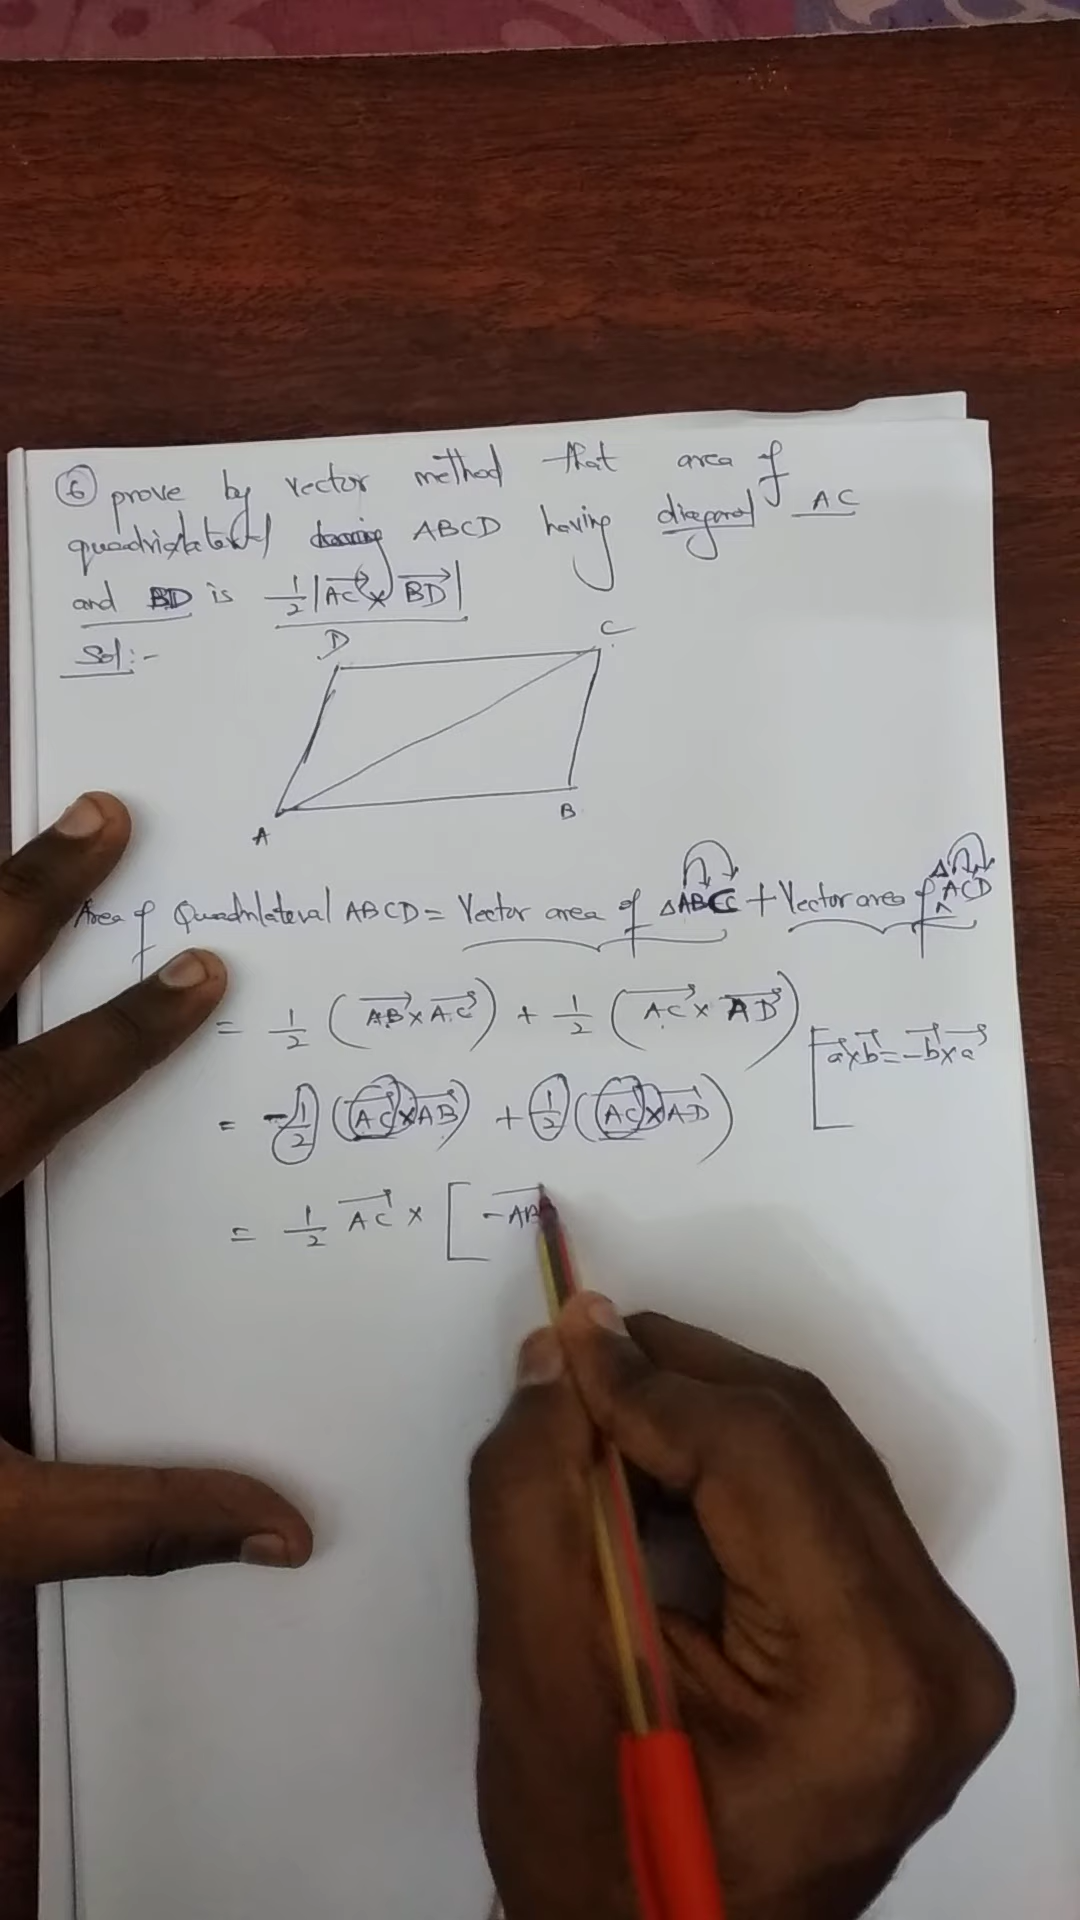 ⑥ prove by vector method that area of
quadrilateral ABCD having diagonal AC
and BD is 1/2 |AC⃗ × BD⃗|
Sol:-
D C
A B
Area of Quadrilateral ABCD = Vector area of ΔABC + Vector area of ΔACD
= 1/2 (AB⃗ × AC⃗) + 1/2 (AC⃗ × AD⃗)
[a⃗×b⃗ = -b⃗×a⃗
= -1/2 (AC⃗ × AB⃗) + 1/2 (AC⃗ × AD⃗)
= 1/2 AC⃗ × [ -AB⃗